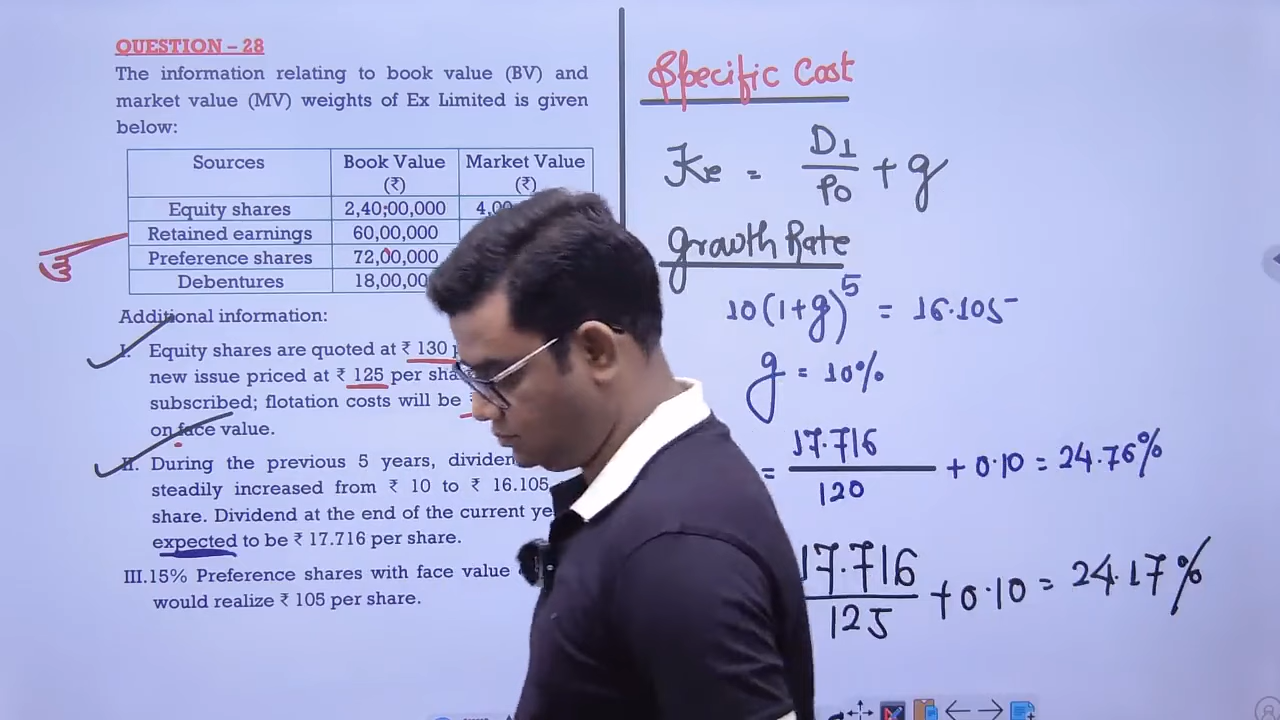 QUESTION – 28
The information relating to book value (BV) and
market value (MV) weights of Ex Limited is given
below:
Sources Book Value (₹) Market Value (₹)
Equity shares 2,40,00,000 4,00
Retained earnings 60,00,000
Preference shares 72,00,000
Debentures 18,00,00
Additional information:
I. Equity shares are quoted at ₹ 130
new issue priced at ₹ 125 per
subscribed; flotation costs will be
on face value.
II. During the previous 5 years,
steadily increased from ₹ 10 to ₹ 16.105
share. Dividend at the end of the current
expected to be ₹ 17.716 per share.
III. 15% Preference shares with face value
would realize ₹ 105 per share.
Specific Cost
Ke = D1/P0 + g
growth Rate
10(1+g)^5 = 16.105
g = 10%
= 17.716/120 + 0.10 = 24.76%
17.716/125 + 0.10 = 24.17%